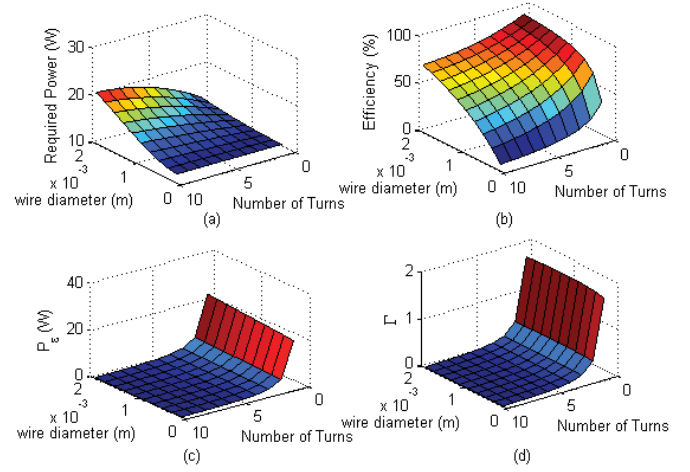 Required Power (W)
30
20
10
2
1
0
x 10⁻³
wire diameter (m)
10
5
0
Number of Turns
(a)
Efficiency (%)
100
50
0
2
1
0
x 10⁻³
wire diameter (m)
10
5
0
Number of Turns
(b)
P_ε (W)
40
20
0
2
1
0
x 10⁻³
wire diameter (m)
10
5
0
Number of Turns
(c)
Γ
2
1
0
2
1
0
x 10⁻³
wire diameter (m)
10
5
0
Number of Turns
(d)